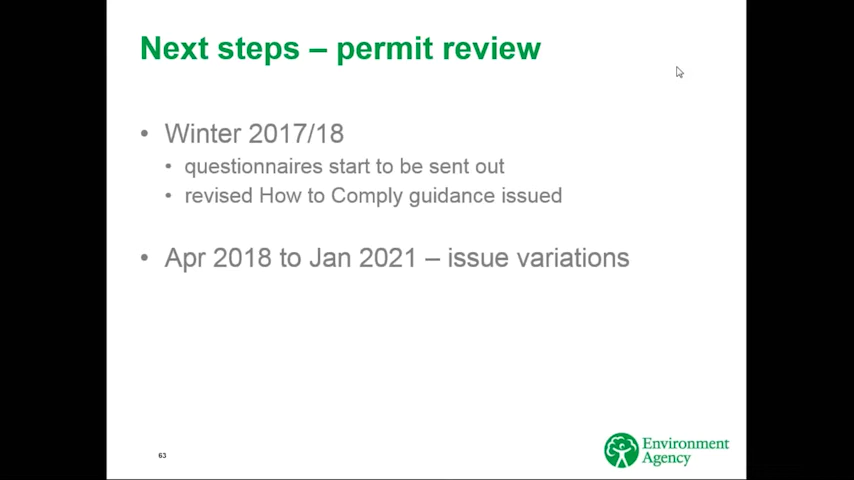 Next steps – permit review
• Winter 2017/18
• questionnaires start to be sent out
• revised How to Comply guidance issued
• Apr 2018 to Jan 2021 – issue variations
63
Environment
Agency